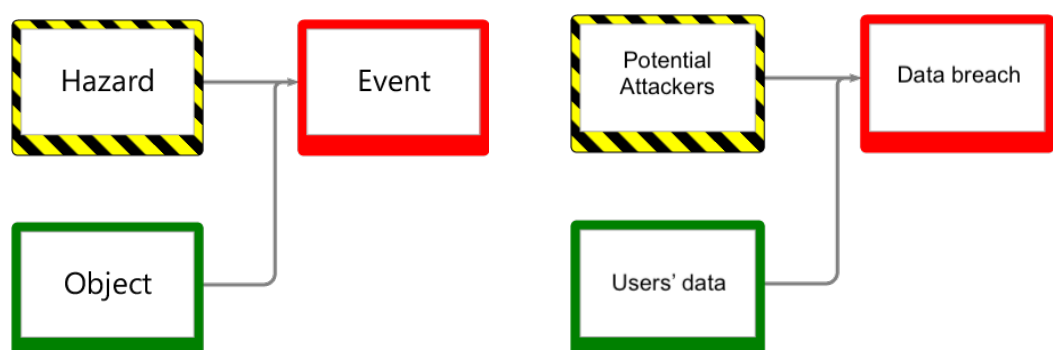 Hazard
Event
Object
Potential
Attackers
Data breach
Users’ data